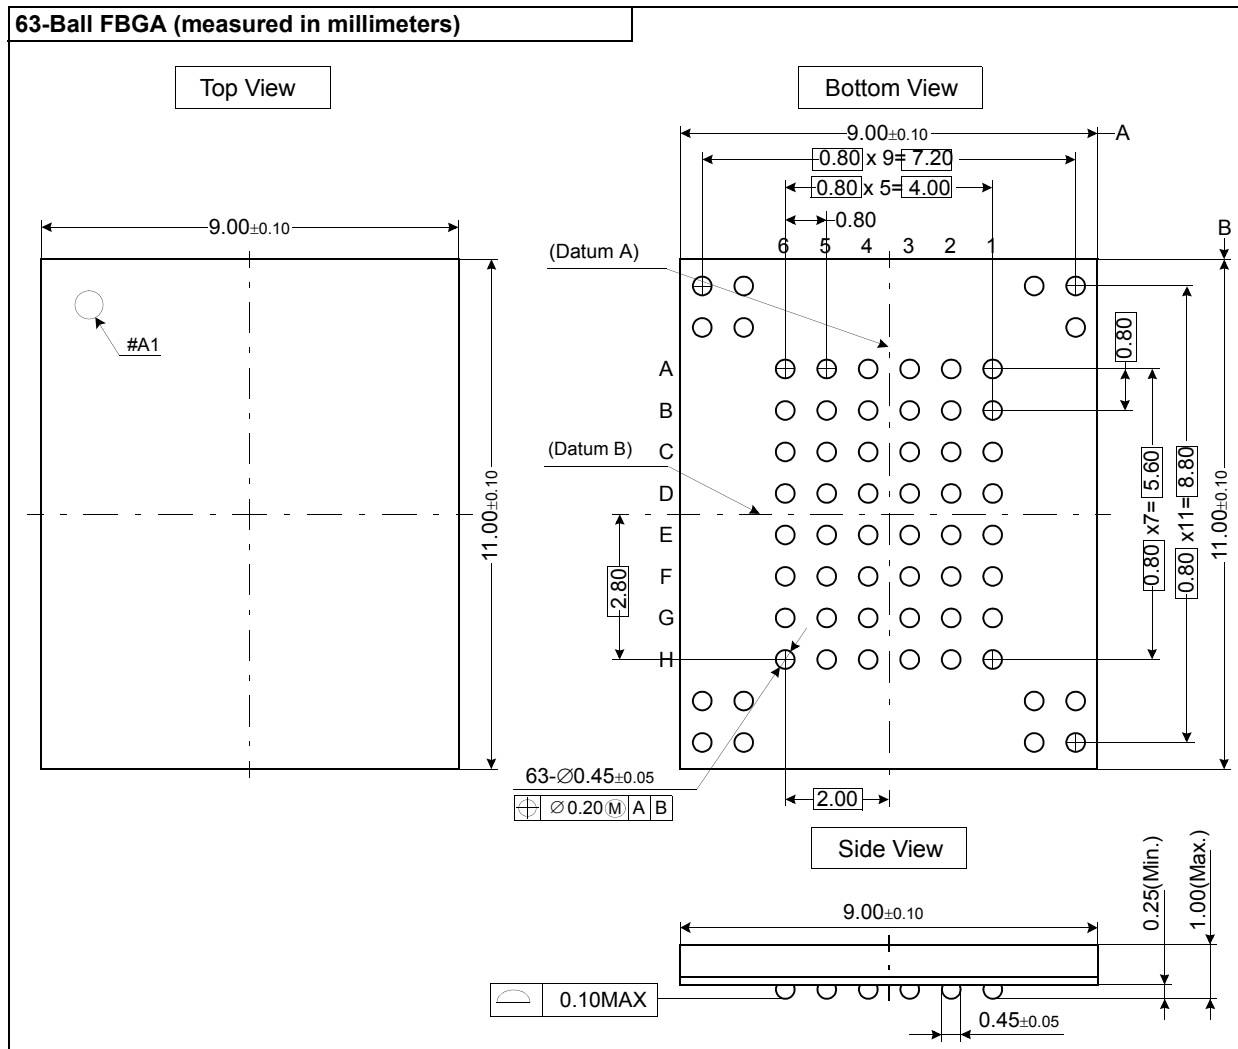 63-Ball FBGA (measured in millimeters)
Top View
Bottom View
9.00±0.10
A
0.80 x 9= 7.20
0.80 x 5= 4.00
0.80
9.00±0.10
B
6 5 4 3 2 1
(Datum A)
#A1
0.80
A
B
(Datum B)
C
D
E
F
G
H
11.00±0.10
2.80
0.80 x7= 5.60
0.80 x11= 8.80
11.00±0.10
63-Ø0.45±0.05
⌖ Ø 0.20 Ⓜ A B
2.00
Side View
9.00±0.10
0.25(Min.)
1.00(Max.)
0.10MAX
0.45±0.05